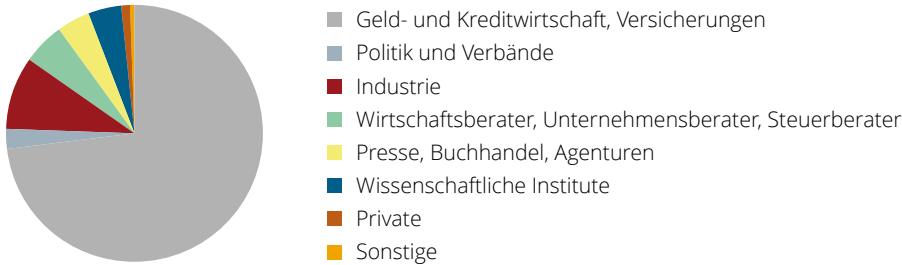 Geld- und Kreditwirtschaft, Versicherungen
Politik und Verbände
Industrie
Wirtschaftsberater, Unternehmensberater, Steuerberater
Presse, Buchhandel, Agenturen
Wissenschaftliche Institute
Private
Sonstige